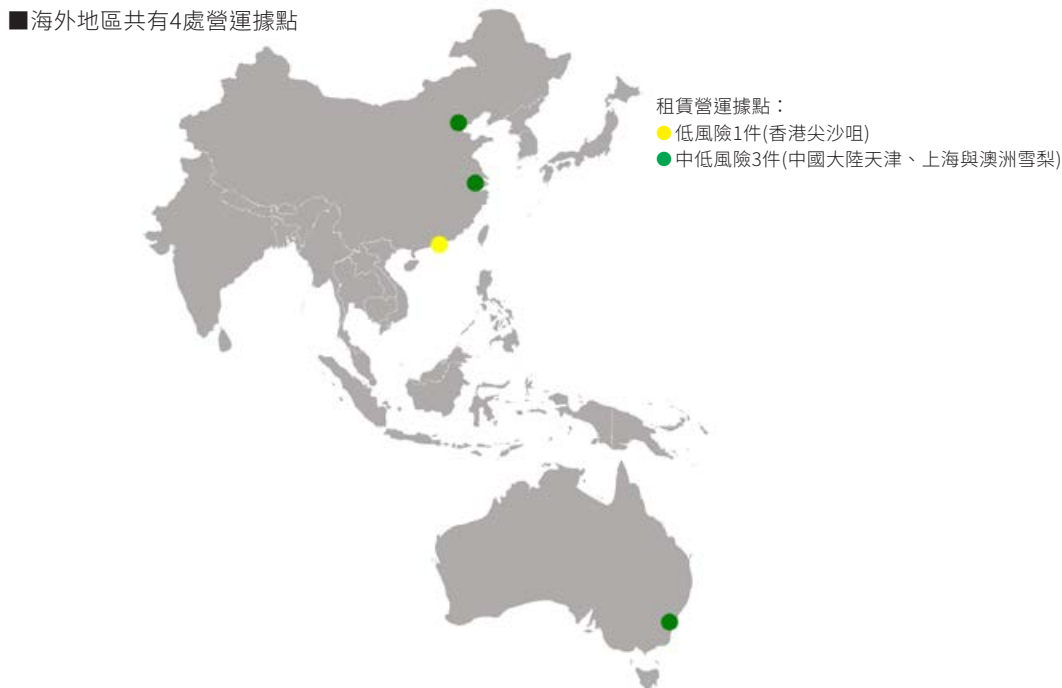 ■海外地區共有4處營運據點
租賃營運據點：
低風險1件(香港尖沙咀)
中低風險3件(中國大陸天津、上海與澳洲雪梨)